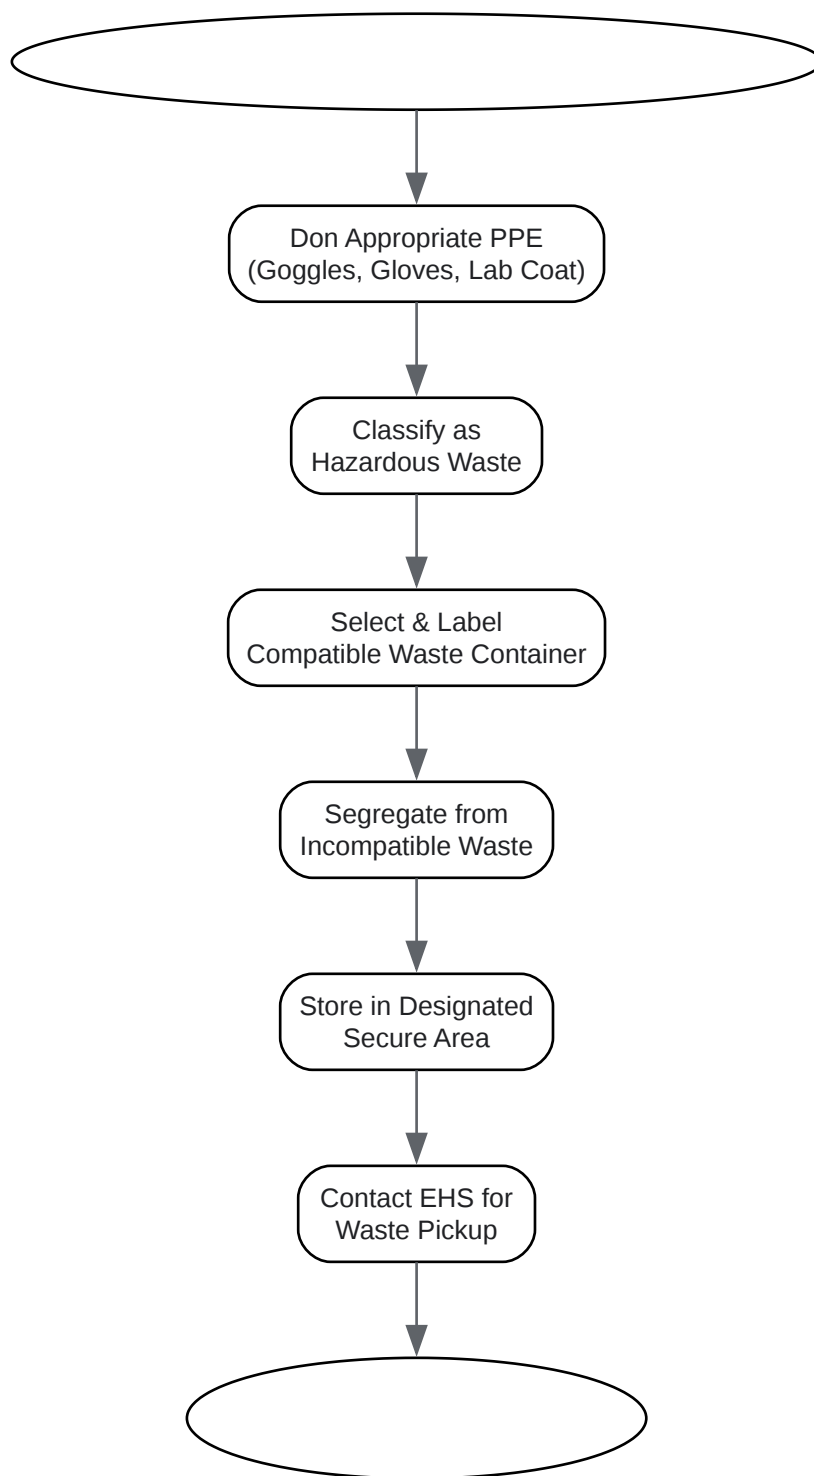 Don Appropriate PPE
(Goggles, Gloves, Lab Coat)
Classify as
Hazardous Waste
Select & Label
Compatible Waste Container
Segregate from
Incompatible Waste
Store in Designated
Secure Area
Contact EHS for
Waste Pickup